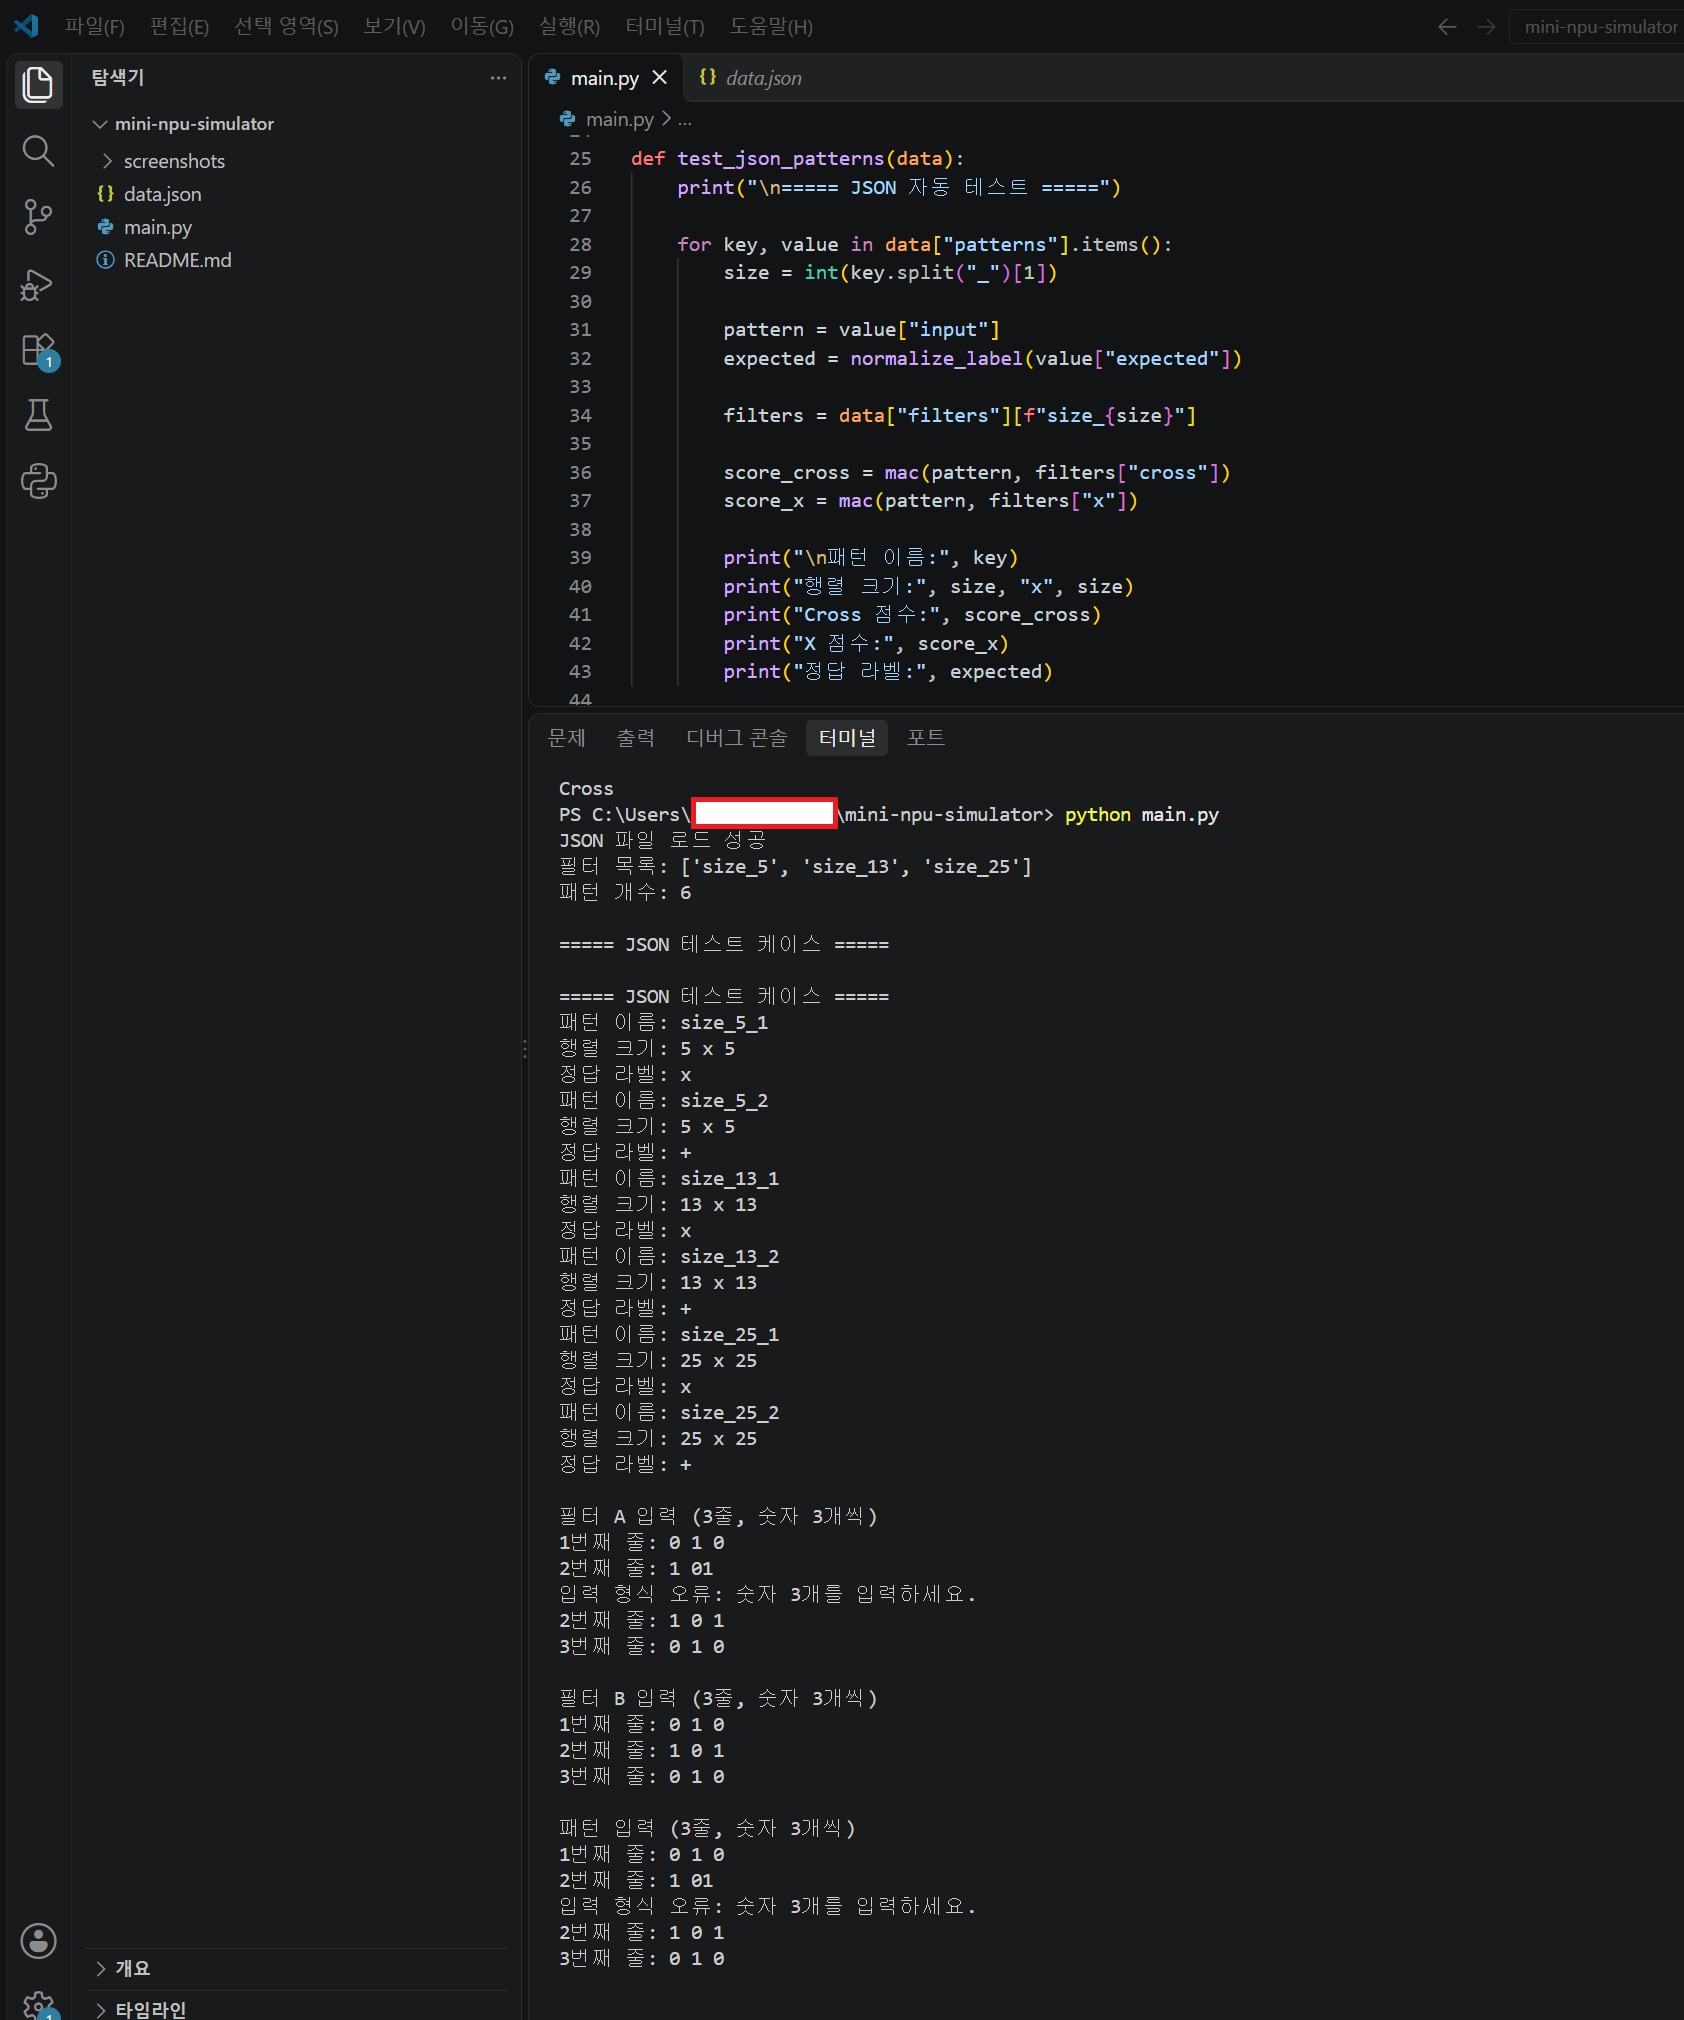 파일(F) 편집(E) 선택 영역(S) 보기(V) 이동(G) 실행(R) 터미널(T) 도움말(H)
mini-npu-simulator
탐색기
mini-npu-simulator
screenshots
data.json
main.py
README.md
1
개요
타임라인
1
main.py
data.json
main.py > ...
25 def test_json_patterns(data):
26 print("\n===== JSON 자동 테스트 =====")
27
28 for key, value in data["patterns"].items():
29 size = int(key.split("_")[1])
30
31 pattern = value["input"]
32 expected = normalize_label(value["expected"])
33
34 filters = data["filters"][f"size_{size}"]
35
36 score_cross = mac(pattern, filters["cross"])
37 score_x = mac(pattern, filters["x"])
38
39 print("\n패턴 이름:", key)
40 print("행렬 크기:", size, "x", size)
41 print("Cross 점수:", score_cross)
42 print("X 점수:", score_x)
43 print("정답 라벨:", expected)
44
문제 출력 디버그 콘솔 터미널 포트
Cross
PS C:\Users\ \mini-npu-simulator> python main.py
JSON 파일 로드 성공
필터 목록: ['size_5', 'size_13', 'size_25']
패턴 개수: 6
===== JSON 테스트 케이스 =====
===== JSON 테스트 케이스 =====
패턴 이름: size_5_1
행렬 크기: 5 x 5
정답 라벨: x
패턴 이름: size_5_2
행렬 크기: 5 x 5
정답 라벨: +
패턴 이름: size_13_1
행렬 크기: 13 x 13
정답 라벨: x
패턴 이름: size_13_2
행렬 크기: 13 x 13
정답 라벨: +
패턴 이름: size_25_1
행렬 크기: 25 x 25
정답 라벨: x
패턴 이름: size_25_2
행렬 크기: 25 x 25
정답 라벨: +
필터 A 입력 (3줄, 숫자 3개씩)
1번째 줄: 0 1 0
2번째 줄: 1 01
입력 형식 오류: 숫자 3개를 입력하세요.
2번째 줄: 1 0 1
3번째 줄: 0 1 0
필터 B 입력 (3줄, 숫자 3개씩)
1번째 줄: 0 1 0
2번째 줄: 1 0 1
3번째 줄: 0 1 0
패턴 입력 (3줄, 숫자 3개씩)
1번째 줄: 0 1 0
2번째 줄: 1 01
입력 형식 오류: 숫자 3개를 입력하세요.
2번째 줄: 1 0 1
3번째 줄: 0 1 0